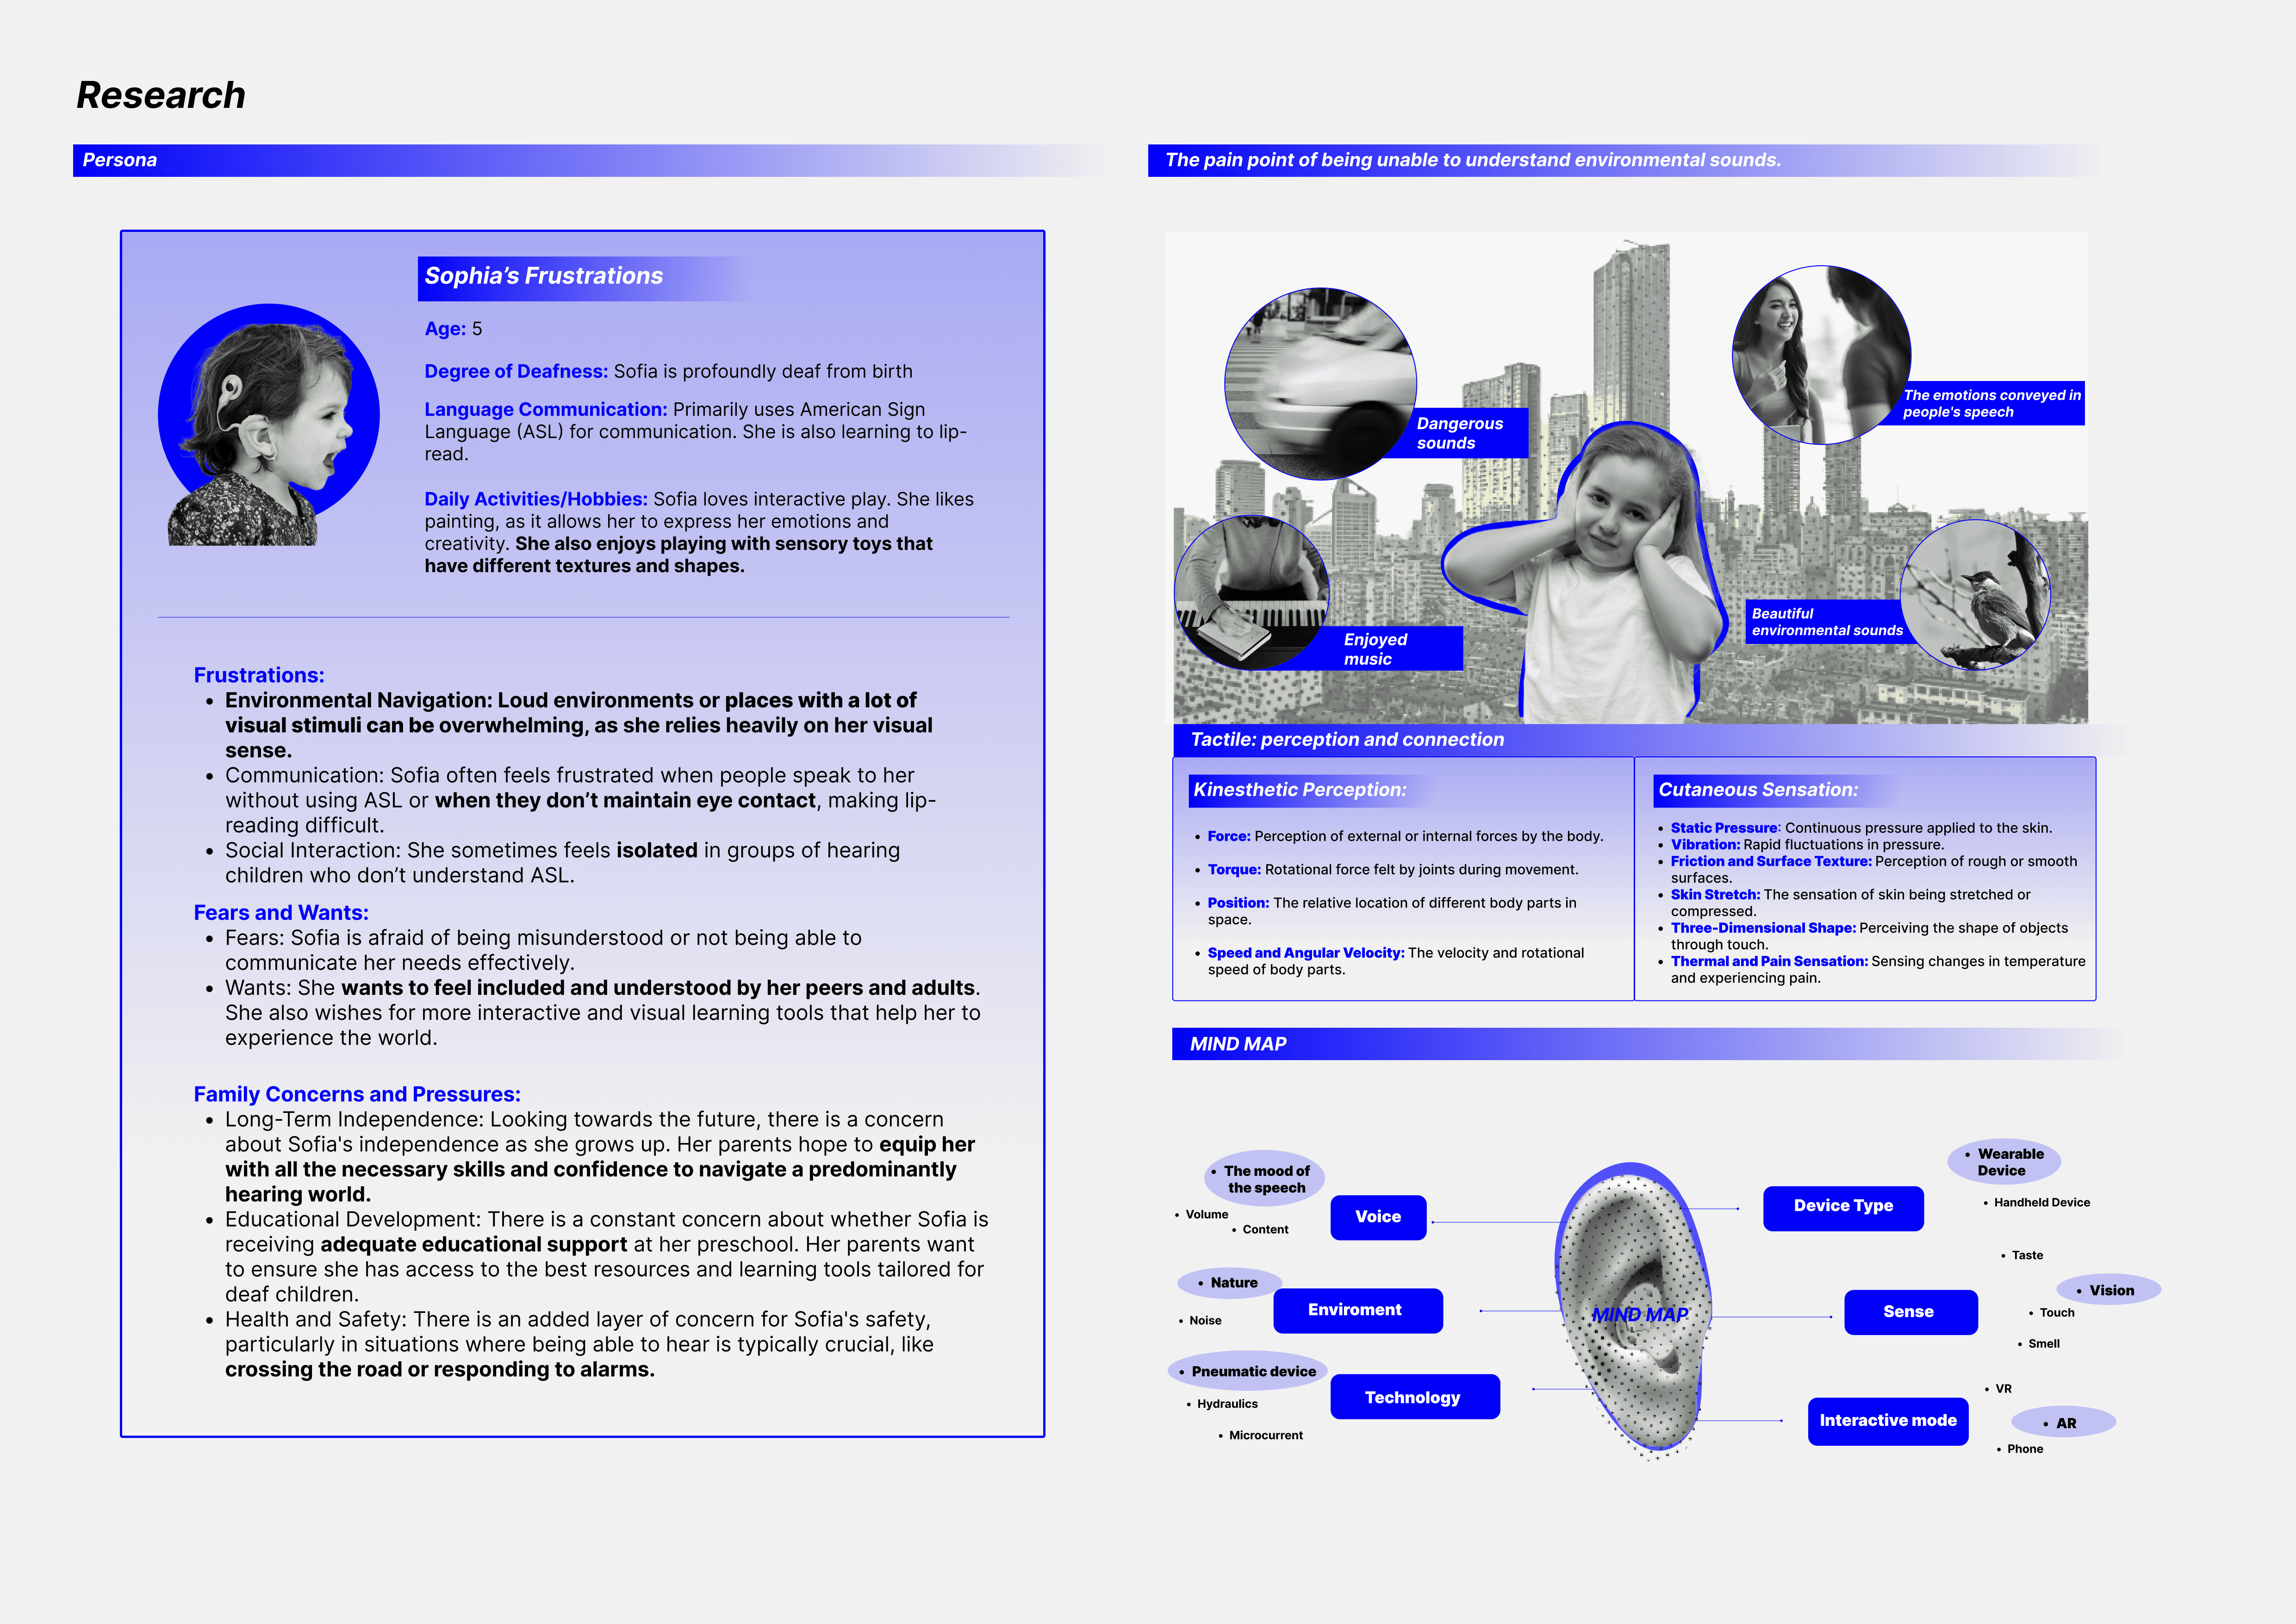 Research
Persona
Sophia’s Frustrations
Age: 5
Degree of Deafness: Sofia is profoundly deaf from birth
Language Communication: Primarily uses American Sign
Language (ASL) for communication. She is also learning to lip-
read.
Daily Activities/Hobbies: Sofia loves interactive play. She likes
painting, as it allows her to express her emotions and
creativity. She also enjoys playing with sensory toys that
have different textures and shapes.
Frustrations:
• Environmental Navigation: Loud environments or places with a lot of
visual stimuli can be overwhelming, as she relies heavily on her visual
sense.
• Communication: Sofia often feels frustrated when people speak to her
without using ASL or when they don’t maintain eye contact, making lip-
reading difficult.
• Social Interaction: She sometimes feels isolated in groups of hearing
children who don’t understand ASL.
Fears and Wants:
• Fears: Sofia is afraid of being misunderstood or not being able to
communicate her needs effectively.
• Wants: She wants to feel included and understood by her peers and adults.
She also wishes for more interactive and visual learning tools that help her to
experience the world.
Family Concerns and Pressures:
• Long-Term Independence: Looking towards the future, there is a concern
about Sofia's independence as she grows up. Her parents hope to equip her
with all the necessary skills and confidence to navigate a predominantly
hearing world.
• Educational Development: There is a constant concern about whether Sofia is
receiving adequate educational support at her preschool. Her parents want
to ensure she has access to the best resources and learning tools tailored for
deaf children.
• Health and Safety: There is an added layer of concern for Sofia's safety,
particularly in situations where being able to hear is typically crucial, like
crossing the road or responding to alarms.
The pain point of being unable to understand environmental sounds.
Dangerous
sounds
The emotions conveyed in
people's speech
Enjoyed
music
Beautiful
environmental sounds
Tactile: perception and connection
Kinesthetic Perception:
• Force: Perception of external or internal forces by the body.
• Torque: Rotational force felt by joints during movement.
• Position: The relative location of different body parts in
space.
• Speed and Angular Velocity: The velocity and rotational
speed of body parts.
Cutaneous Sensation:
• Static Pressure: Continuous pressure applied to the skin.
• Vibration: Rapid fluctuations in pressure.
• Friction and Surface Texture: Perception of rough or smooth
surfaces.
• Skin Stretch: The sensation of skin being stretched or
compressed.
• Three-Dimensional Shape: Perceiving the shape of objects
through touch.
• Thermal and Pain Sensation: Sensing changes in temperature
and experiencing pain.
MIND MAP
• The mood of
the speech
• Volume
• Content
Voice
• Nature
• Noise
Enviroment
• Pneumatic device
• Hydraulics
• Microcurrent
Technology
MIND MAP
Device Type
• Wearable
Device
• Handheld Device
Sense
• Taste
• Vision
• Touch
• Smell
Interactive mode
• VR
• AR
• Phone